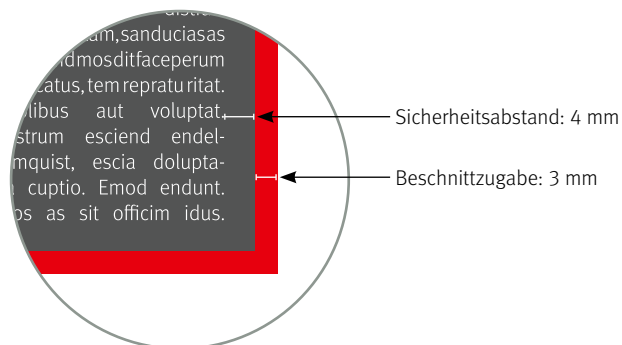 am, sanduciasas
idmosditfaceperum
catus, tem repratu ritat.
libus aut voluptat.
strum esciend endel-
mquist, escia dolupta-
cuptio. Emod endunt.
os as sit officim idus.
Sicherheitsabstand: 4 mm
Beschnittzugabe: 3 mm